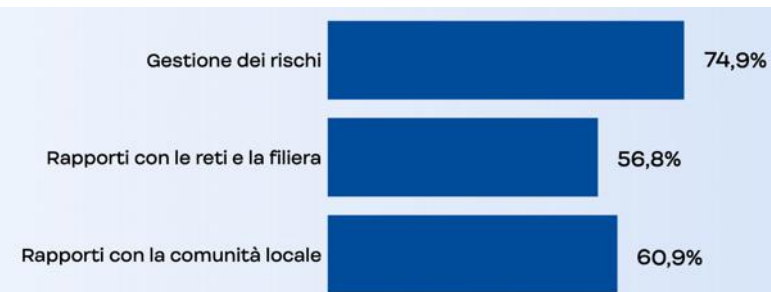 Gestione dei rischi 74,9%
Rapporti con le reti e la filiera 56,8%
Rapporti con la comunità locale 60,9%